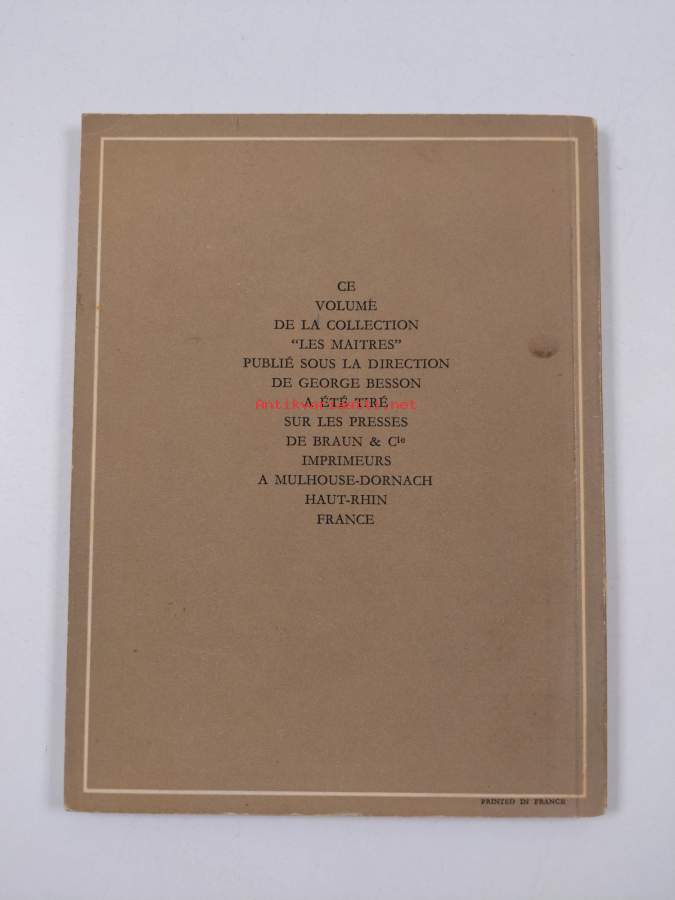 CE
VOLUME
DE LA COLLECTION
“LES MAITRES”
PUBLIÉ SOUS LA DIRECTION
DE GEORGE BESSON
A ÉTÉ TIRÉ
Antikvariaatti.net
SUR LES PRESSES
DE BRAUN & Cie
IMPRIMEURS
A MULHOUSE-DORNACH
HAUT-RHIN
FRANCE
PRINTED IN FRANCE